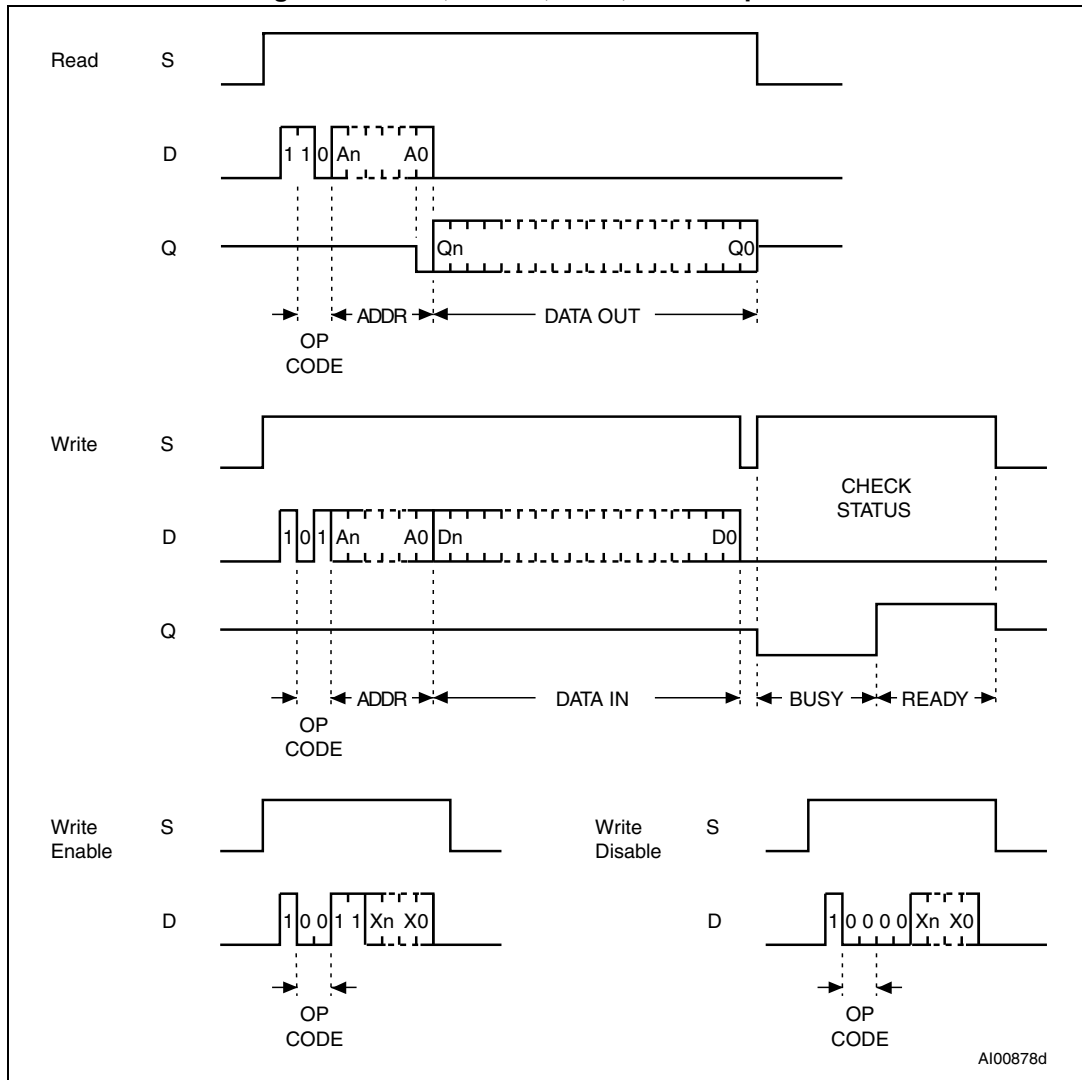 Read S
D 1 1 0 An A0
Q Qn Q0
ADDR DATA OUT
OP
CODE
Write S
CHECK
STATUS
D 1 0 1 An A0 Dn D0
Q
ADDR DATA IN BUSY READY
OP
CODE
Write
Enable
S
D 1 0 0 1 1 Xn X0
OP
CODE
Write
Disable
S
D 1 0 0 0 0 Xn X0
OP
CODE
AI00878d